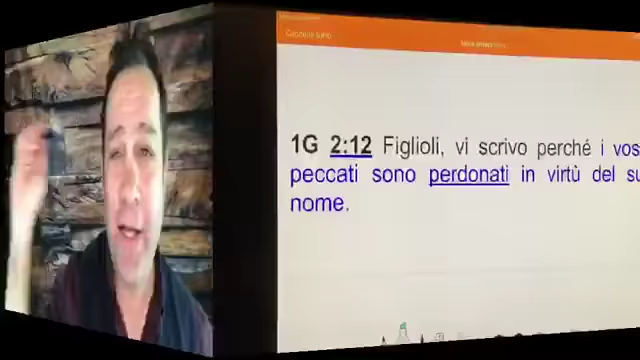 1G 2:12 Figlioli, vi scrivo perché i vos
peccati sono perdonati in virtù del su
nome.